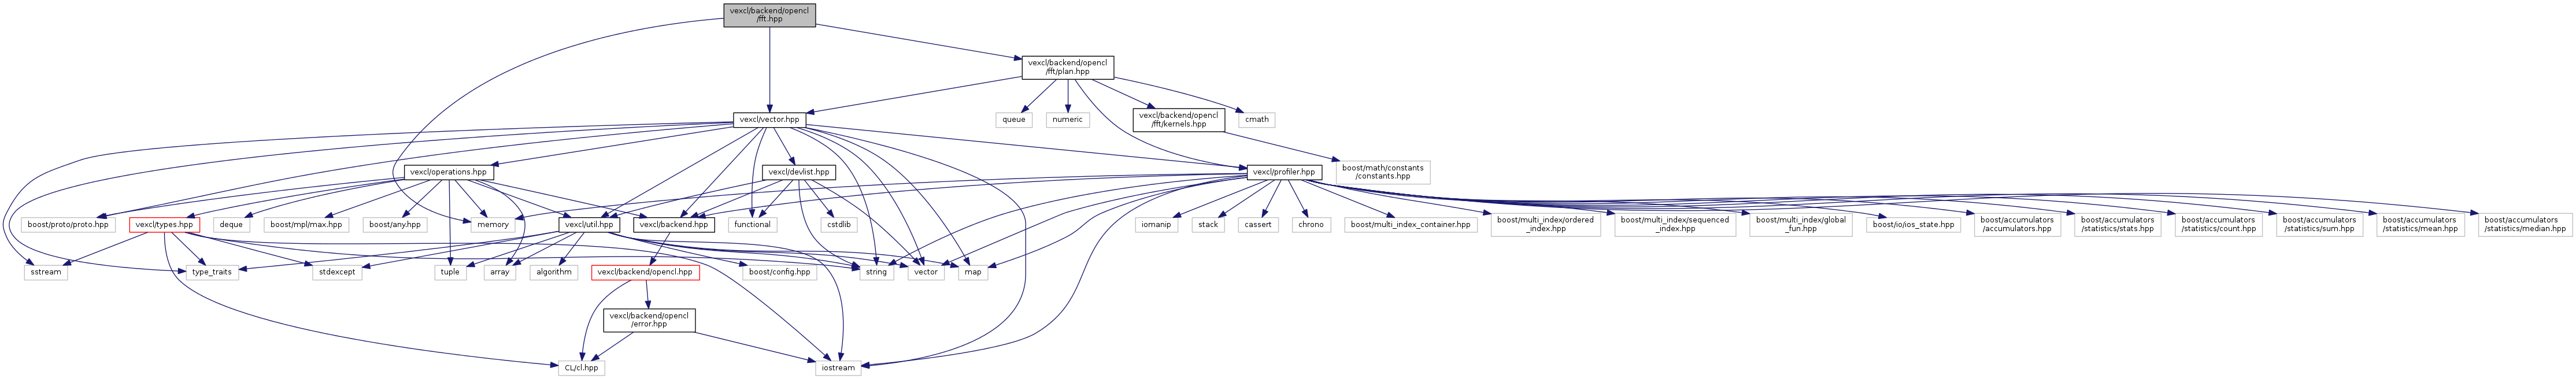 vexcl/backend/opencl
/fft.hpp
vexcl/backend/opencl
/fft/plan.hpp
vexcl/vector.hpp
queue
numeric
vexcl/backend/opencl
/fft/kernels.hpp
cmath
vexcl/operations.hpp
vexcl/devlist.hpp
vexcl/profiler.hpp
boost/math/constants
/constants.hpp
boost/proto/proto.hpp
vexcl/types.hpp
deque
boost/mpl/max.hpp
boost/any.hpp
memory
vexcl/util.hpp
vexcl/backend.hpp
functional
cstdlib
iomanip
stack
cassert
chrono
boost/multi_index_container.hpp
boost/multi_index/ordered
_index.hpp
boost/multi_index/sequenced
_index.hpp
boost/multi_index/global
_fun.hpp
boost/io/ios_state.hpp
boost/accumulators
/accumulators.hpp
boost/accumulators
/statistics/stats.hpp
boost/accumulators
/statistics/count.hpp
boost/accumulators
/statistics/sum.hpp
boost/accumulators
/statistics/mean.hpp
boost/accumulators
/statistics/median.hpp
sstream
type_traits
stdexcept
tuple
array
algorithm
vexcl/backend/opencl.hpp
boost/config.hpp
string
vector
map
vexcl/backend/opencl
/error.hpp
CL/cl.hpp
iostream